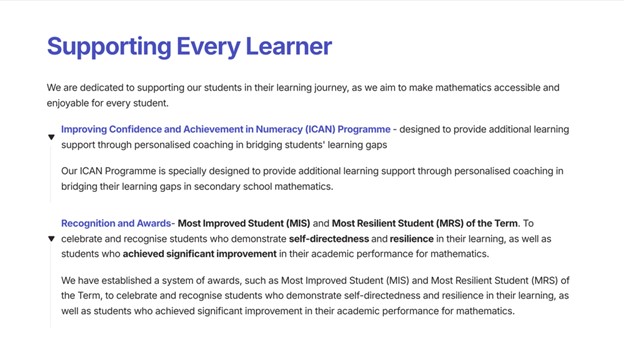 Supporting Every Learner
We are dedicated to supporting our students in their learning journey, as we aim to make mathematics accessible and
enjoyable for every student.
Improving Confidence and Achievement in Numeracy (ICAN) Programme - designed to provide additional learning
support through personalised coaching in bridging students' learning gaps
Our ICAN Programme is specially designed to provide additional learning support through personalised coaching in
bridging their learning gaps in secondary school mathematics.
Recognition and Awards- Most Improved Student (MIS) and Most Resilient Student (MRS) of the Term. To
celebrate and recognise students who demonstrate self-directedness and resilience in their learning, as well as
students who achieved significant improvement in their academic performance for mathematics.
We have established a system of awards, such as Most Improved Student (MIS) and Most Resilient Student (MRS) of
the Term, to celebrate and recognise students who demonstrate self-directedness and resilience in their learning, as
well as students who achieved significant improvement in their academic performance for mathematics.